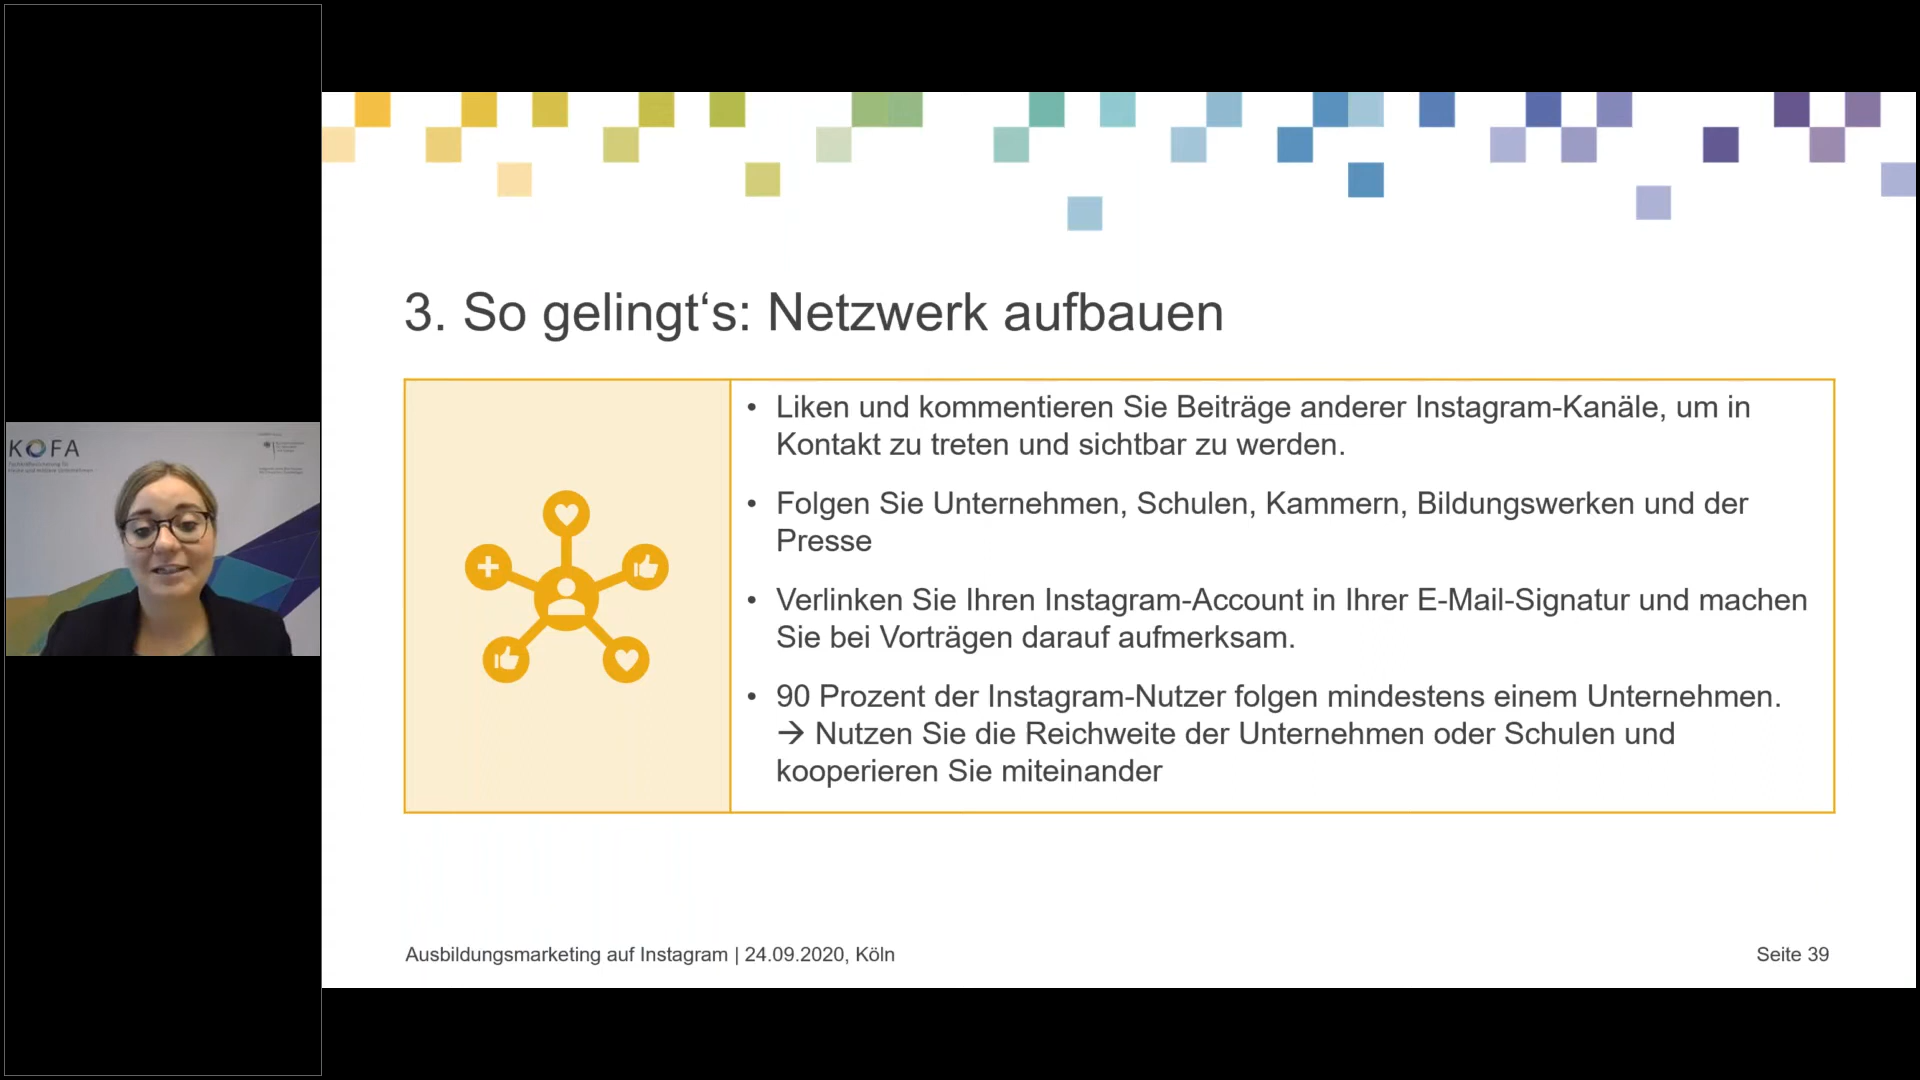 3. So gelingt‘s: Netzwerk aufbauen
• Liken und kommentieren Sie Beiträge anderer Instagram-Kanäle, um in
Kontakt zu treten und sichtbar zu werden.
• Folgen Sie Unternehmen, Schulen, Kammern, Bildungswerken und der
Presse
• Verlinken Sie Ihren Instagram-Account in Ihrer E-Mail-Signatur und machen
Sie bei Vorträgen darauf aufmerksam.
• 90 Prozent der Instagram-Nutzer folgen mindestens einem Unternehmen.
→ Nutzen Sie die Reichweite der Unternehmen oder Schulen und
kooperieren Sie miteinander
Ausbildungsmarketing auf Instagram | 24.09.2020, Köln
Seite 39
KOFA